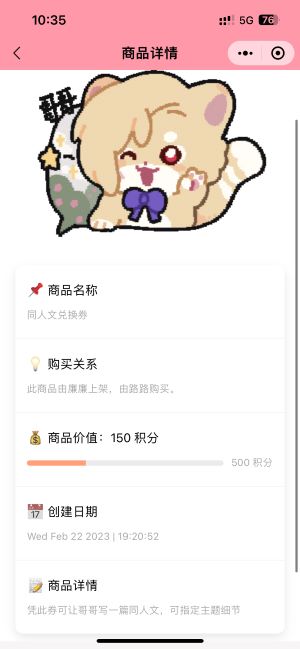 10:35
5G
76
商品详情
哥哥
📌 商品名称
同人文兑换券
💡 购买关系
此商品由廉廉上架，由路路购买。
💰 商品价值：150 积分
500 积分
📅 创建日期
Wed Feb 22 2023 | 19:20:52
📝 商品详情
凭此券可让哥哥写一篇同人文，可指定主题细节